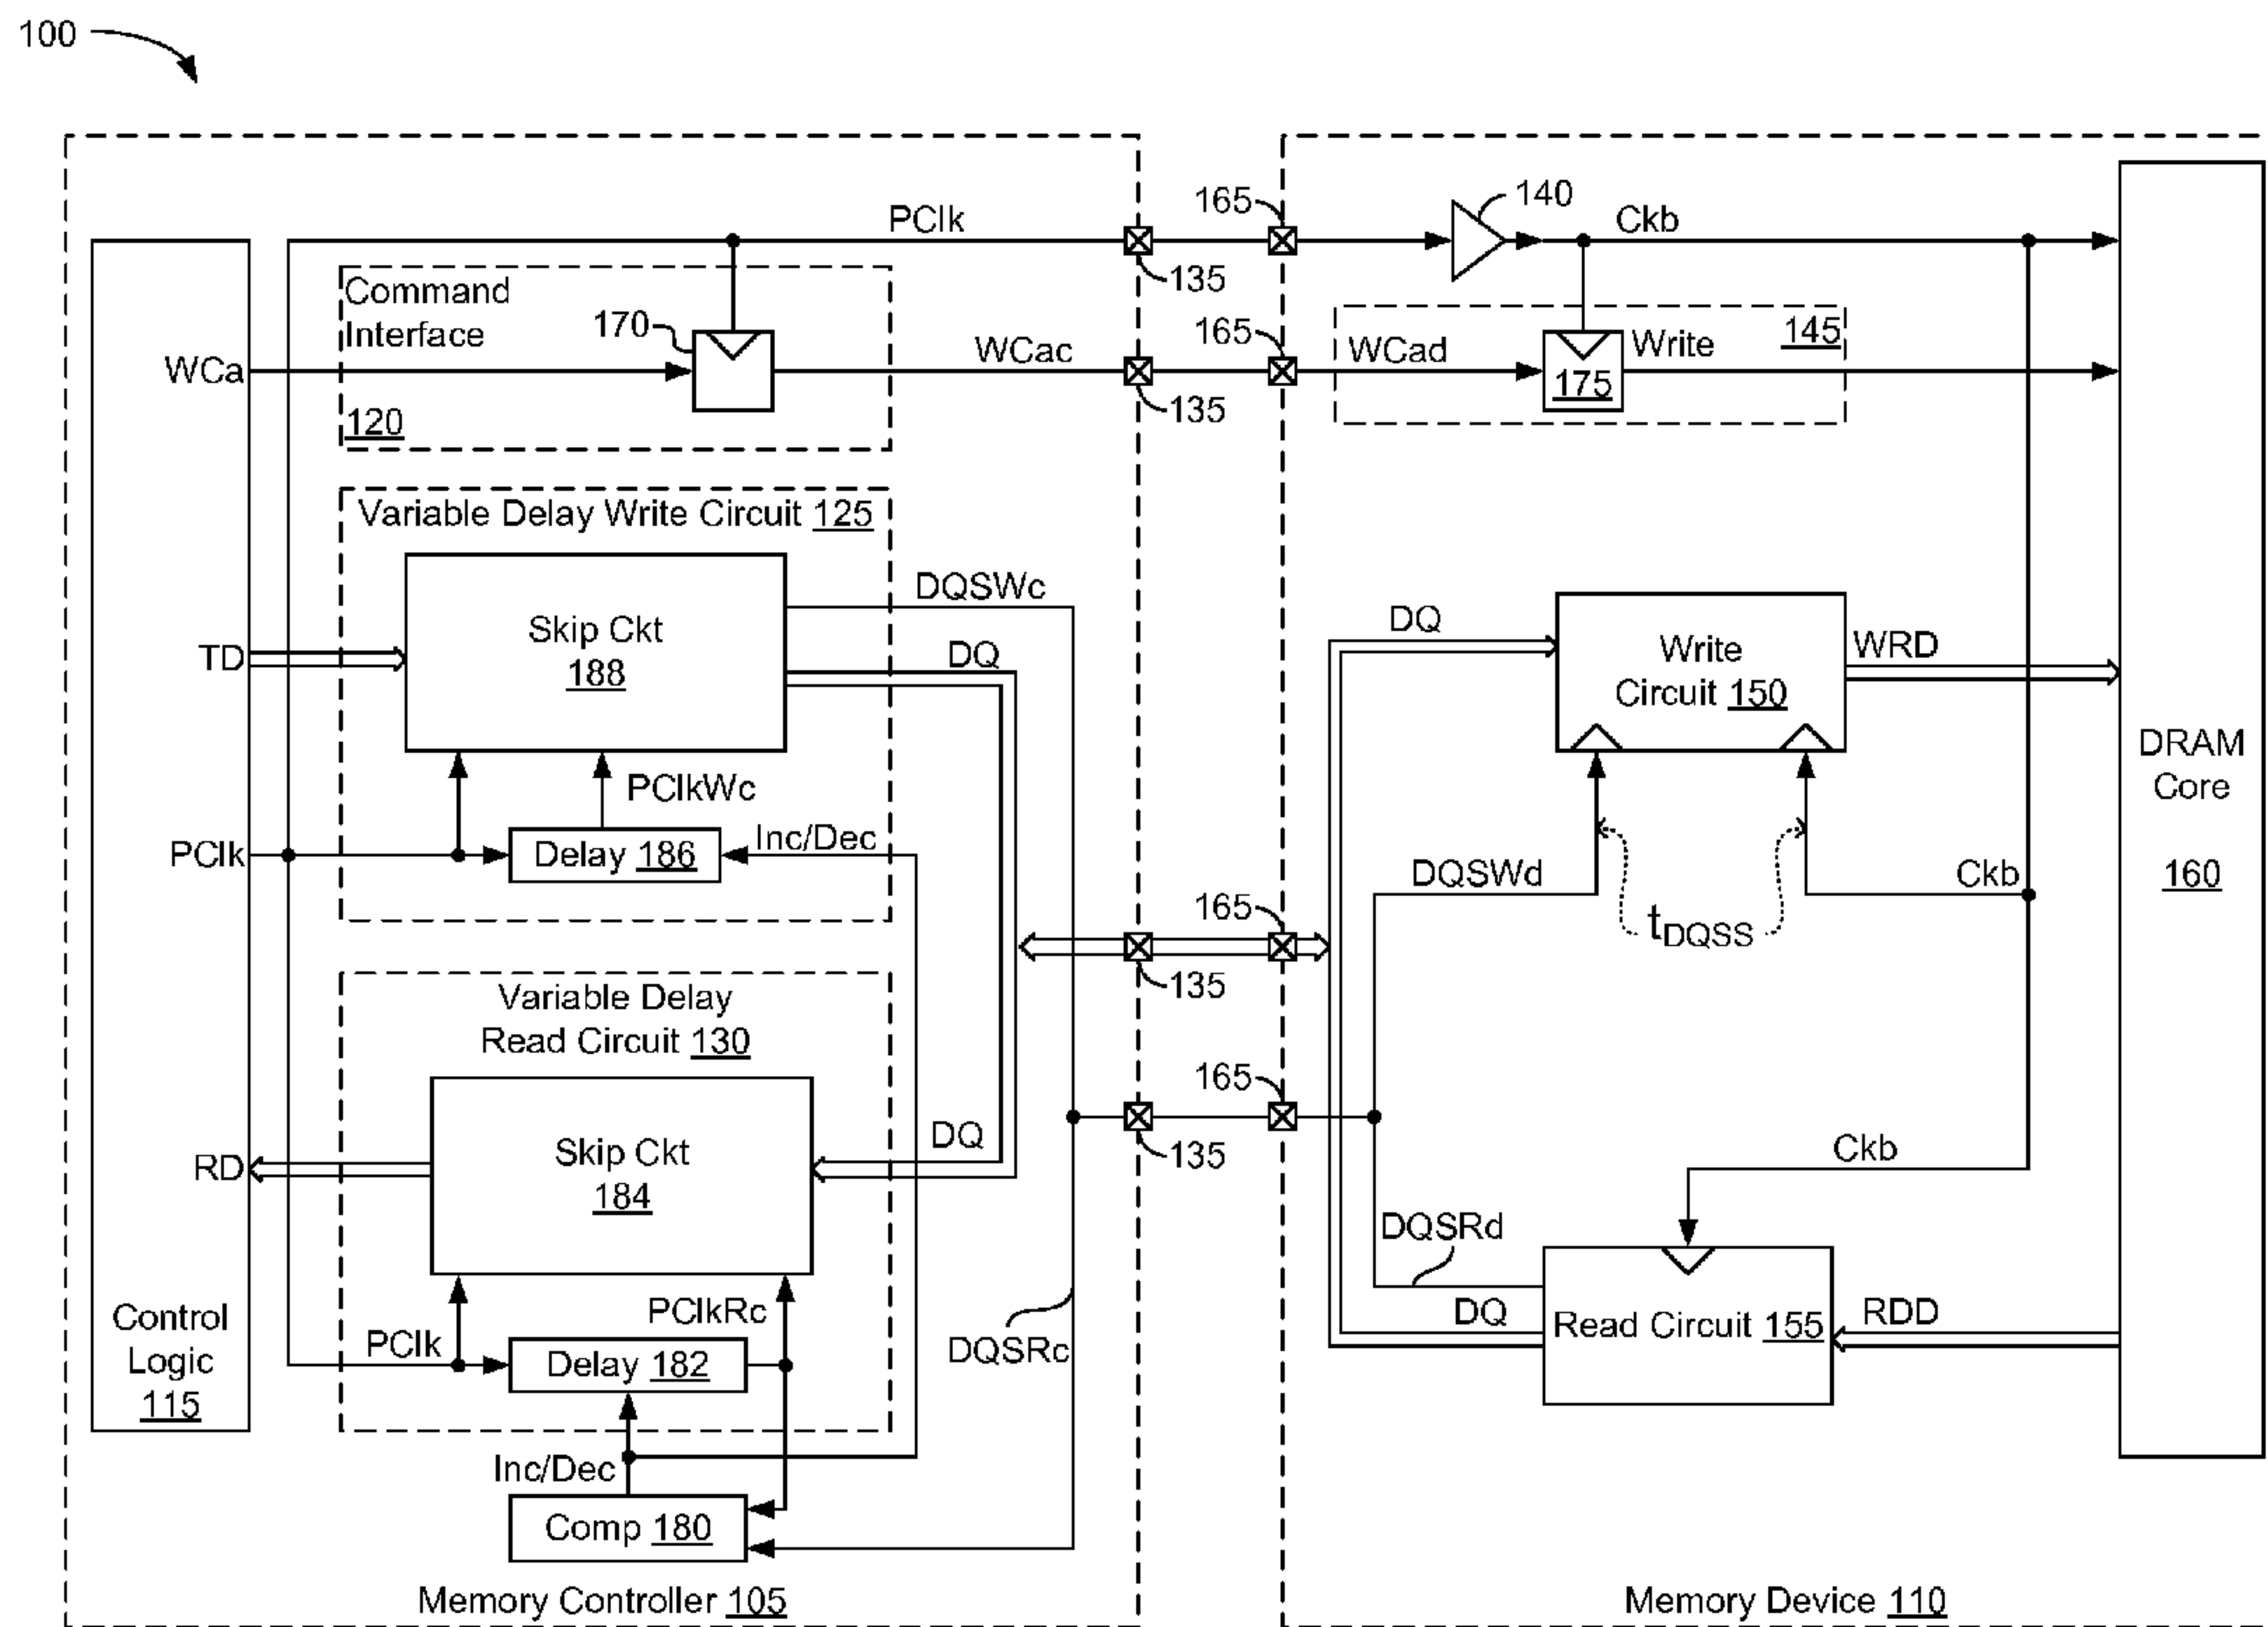 100
PClk
165
140
Ckb
135
Command
Interface
170
165
WCa
WCac
WCad
Write
145
175
120
135
Variable Delay Write Circuit 125
DQSWc
Skip Ckt
188
TD
DQ
DQ
Write
Circuit 150
WRD
DRAM
Core
160
PClkWc
PClk
Delay 186
Inc/Dec
DQSWd
Ckb
tDQSS
165
135
Variable Delay
Read Circuit 130
165
135
DQ
Skip Ckt
184
RD
Ckb
DQSRd
PClkRc
PClk
Delay 182
DQSRc
DQ
Read Circuit 155
RDD
Control
Logic
115
Inc/Dec
Comp 180
Memory Controller 105
Memory Device 110